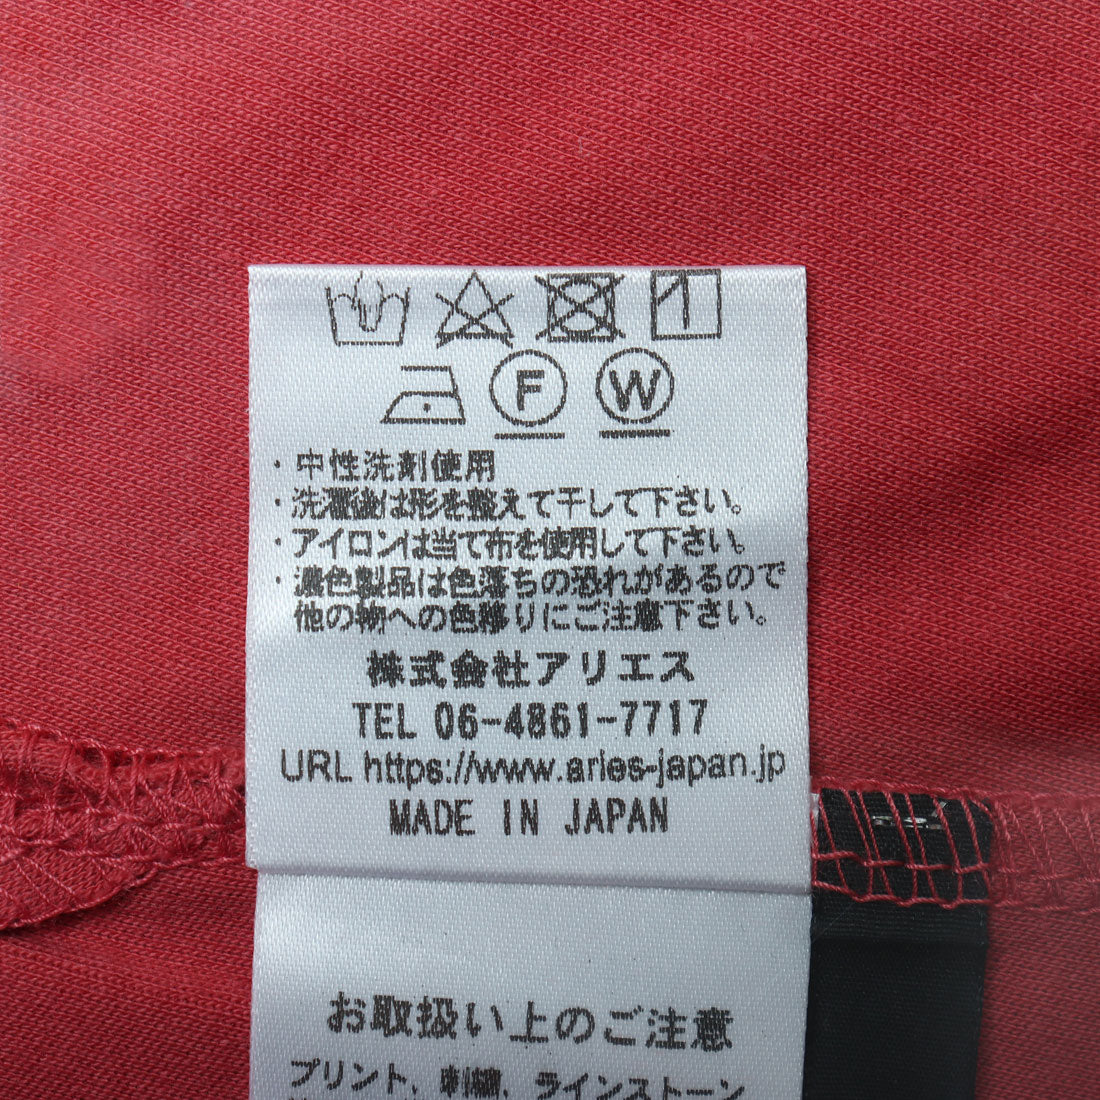 F W
・中性洗剤使用
・洗濯後は形を整えて干して下さい。
・アイロンは当て布を使用して下さい。
・濃色製品は色落ちの恐れがあるので
他の物への色移りにご注意下さい。
株式会社アリエス
TEL 06-4861-7717
URL https://www.aries-japan.jp
MADE IN JAPAN
お取扱い上のご注意
プリント、刺繍、ラインストーン